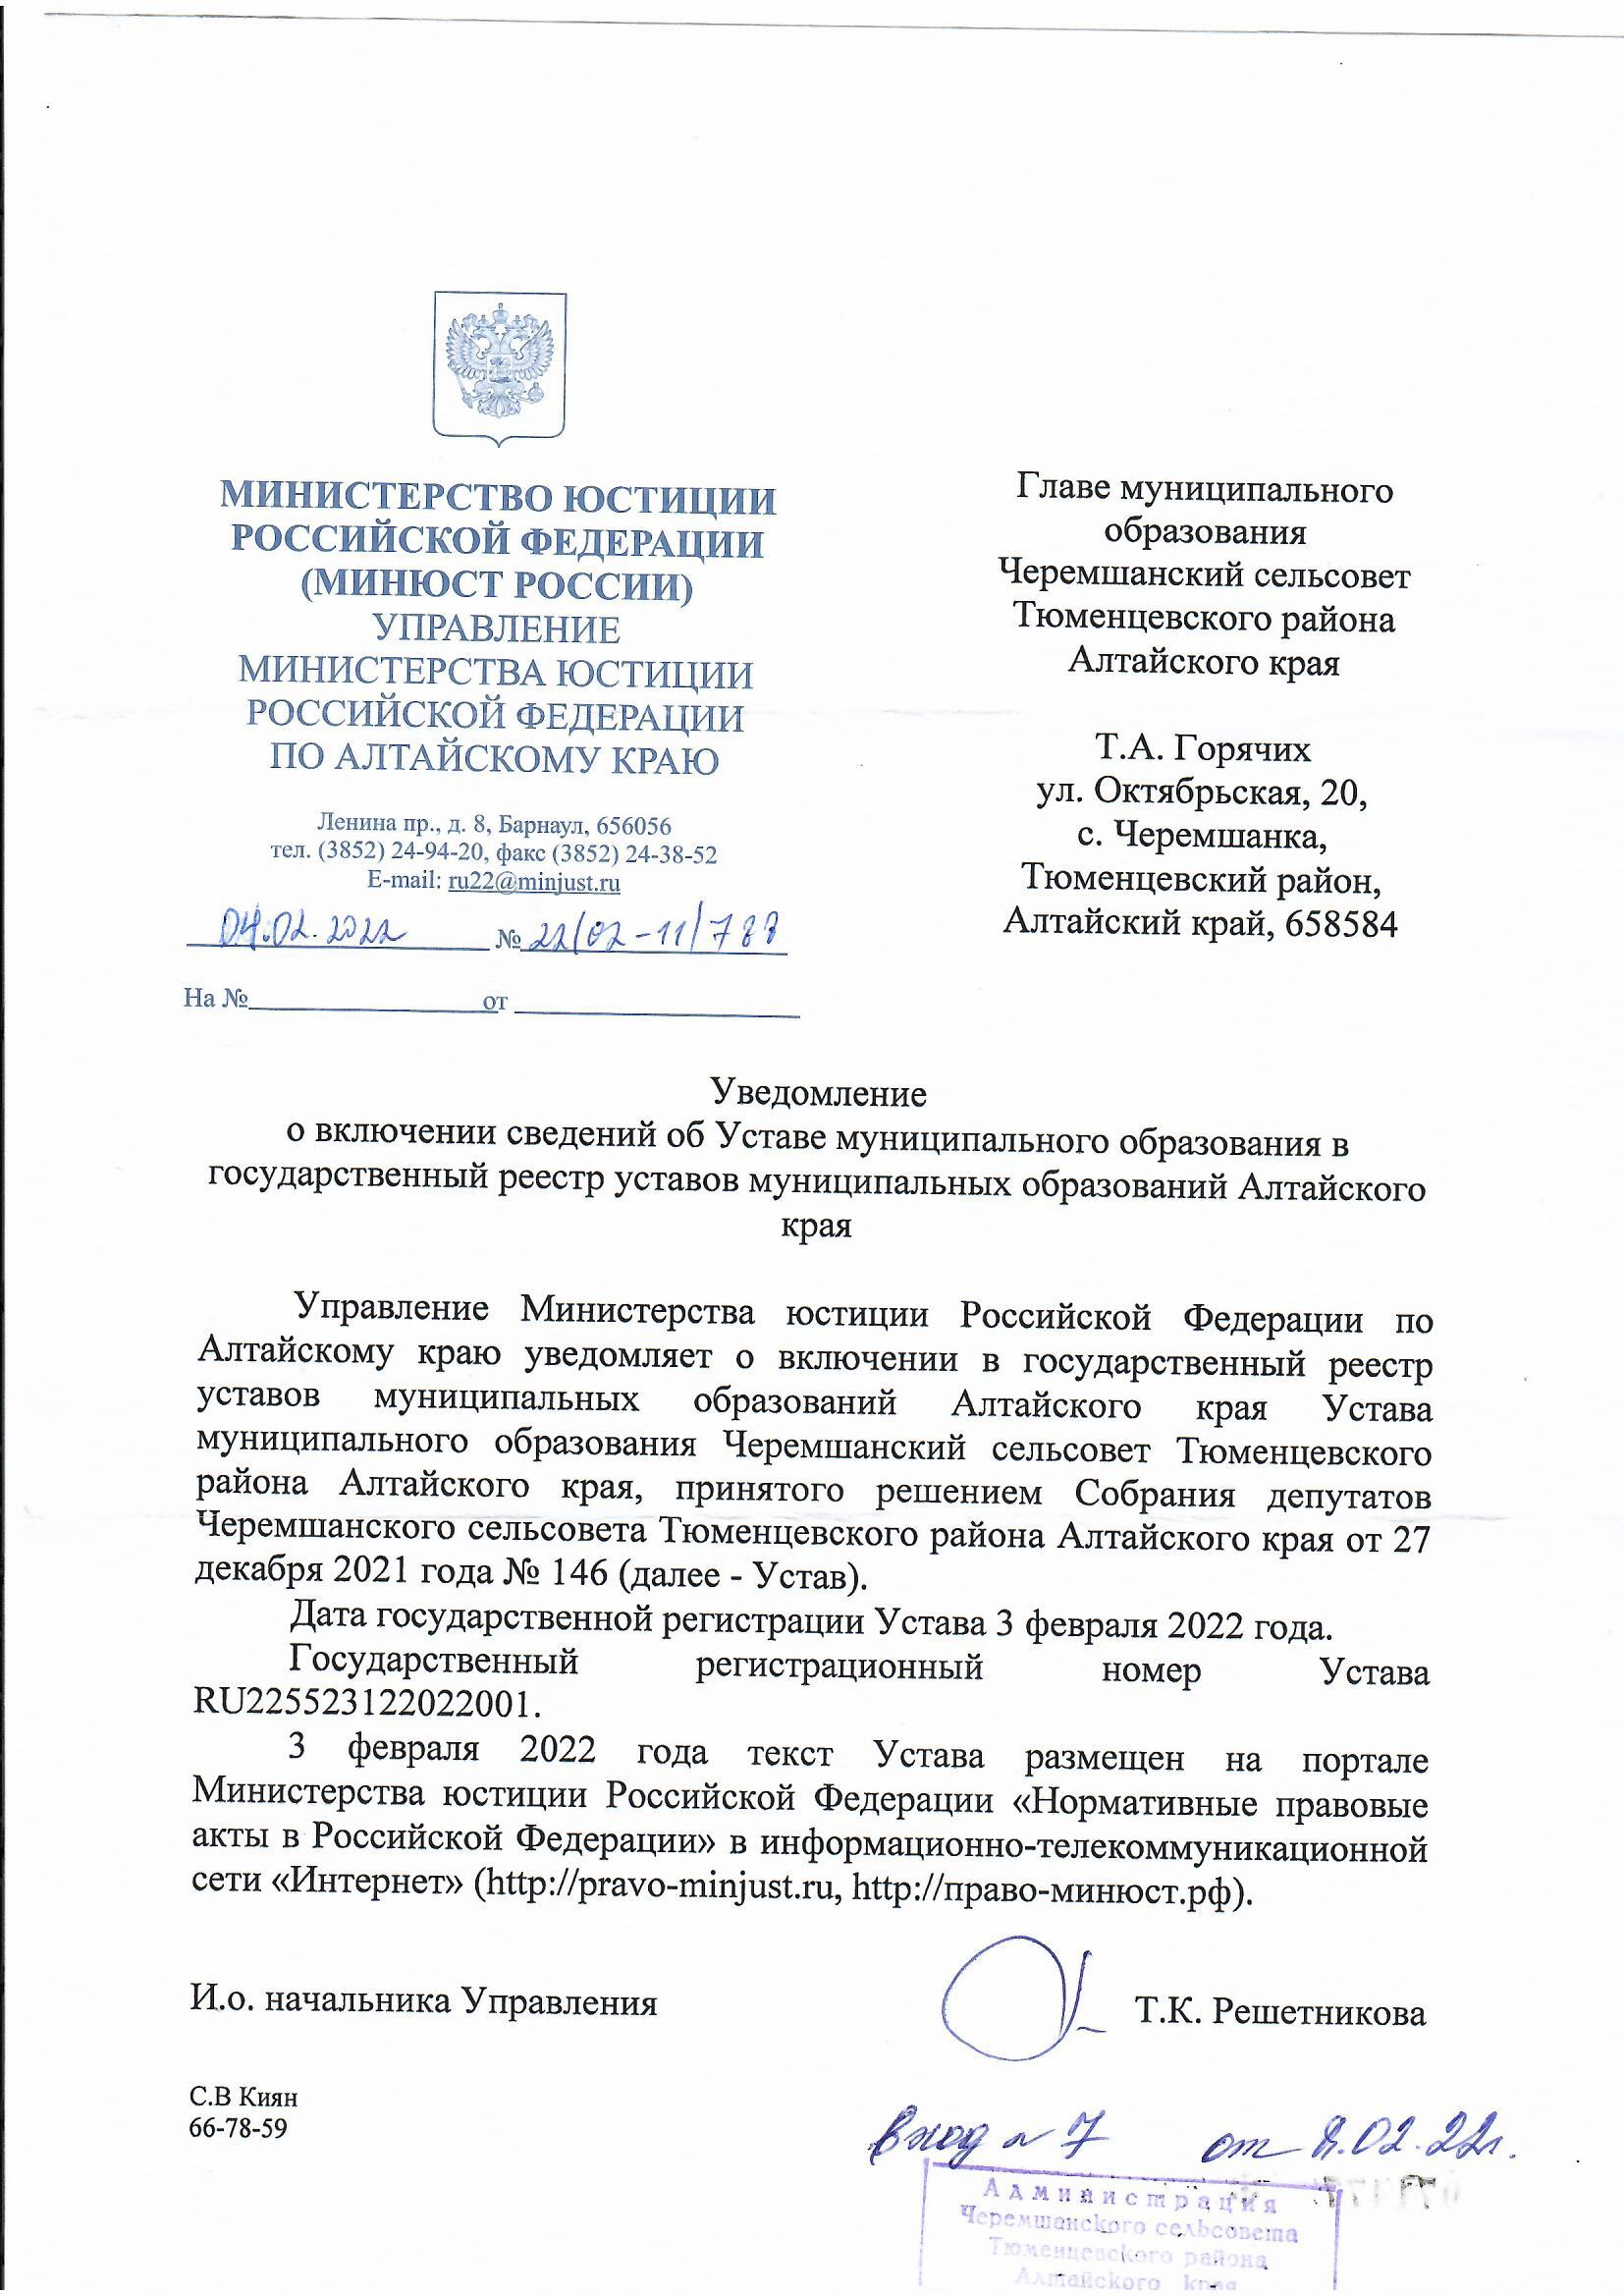 МИНИСТЕРСТВО ЮСТИЦИИ
РОССИЙСКОЙ ФЕДЕРАЦИИ
(МИНЮСТ РОССИИ)
УПРАВЛЕНИЕ
МИНИСТЕРСТВА ЮСТИЦИИ
РОССИЙСКОЙ ФЕДЕРАЦИИ
ПО АЛТАЙСКОМУ КРАЮ
Ленина пр., д. 8, Барнаул, 656056
тел. (3852) 24-94-20, факс (3852) 24-38-52
E-mail: ru22@minjust.ru
04.02.2022 № 22/02-11/788
На № от
Главе муниципального
образования
Черемшанский сельсовет
Тюменцевского района
Алтайского края
Т.А. Горячих
ул. Октябрьская, 20,
с. Черемшанка,
Тюменцевский район,
Алтайский край, 658584
Уведомление
о включении сведений об Уставе муниципального образования в
государственный реестр уставов муниципальных образований Алтайского
края
Управление Министерства юстиции Российской Федерации по
Алтайскому краю уведомляет о включении в государственный реестр
уставов муниципальных образований Алтайского края Устава
муниципального образования Черемшанский сельсовет Тюменцевского
района Алтайского края, принятого решением Собрания депутатов
Черемшанского сельсовета Тюменцевского района Алтайского края от 27
декабря 2021 года № 146 (далее - Устав).
Дата государственной регистрации Устава 3 февраля 2022 года.
Государственный регистрационный номер Устава
RU225523122022001.
3 февраля 2022 года текст Устава размещен на портале
Министерства юстиции Российской Федерации «Нормативные правовые
акты в Российской Федерации» в информационно-телекоммуникационной
сети «Интернет» (http://pravo-minjust.ru, http://право-минюст.рф).
И.о. начальника Управления Т.К. Решетникова
С.В Киян
66-78-59
вход № 7 от 8.02.22г.
Администрация
Черемшанского сельсовета
Тюменцевского района
Алтайского края